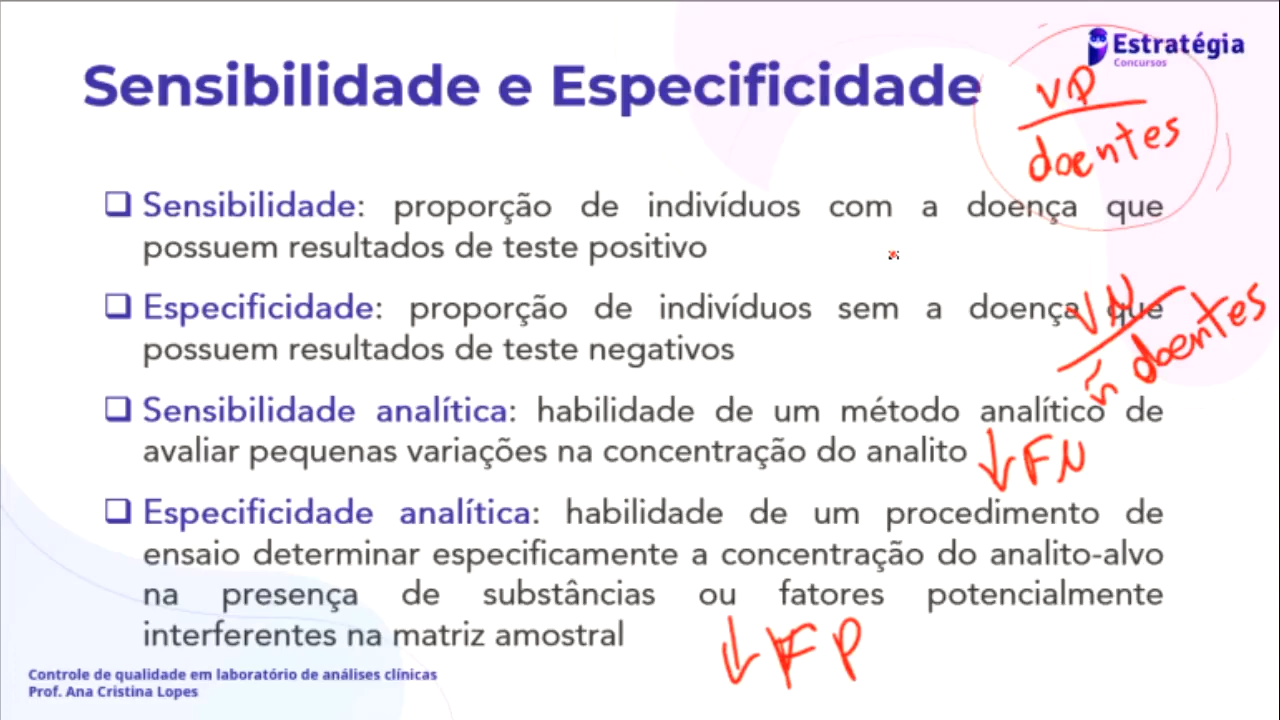 Estratégia
Concursos
Sensibilidade e Especificidade
VP
doentes
❑ Sensibilidade: proporção de indivíduos com a doença que
possuem resultados de teste positivo
❑ Especificidade: proporção de indivíduos sem a doença que
possuem resultados de teste negativos
VN
ñ doentes
❑ Sensibilidade analítica: habilidade de um método analítico de
avaliar pequenas variações na concentração do analito
↓FN
❑ Especificidade analítica: habilidade de um procedimento de
ensaio determinar especificamente a concentração do analito-alvo
na presença de substâncias ou fatores potencialmente
interferentes na matriz amostral
↓FP
Controle de qualidade em laboratório de análises clínicas
Prof. Ana Cristina Lopes